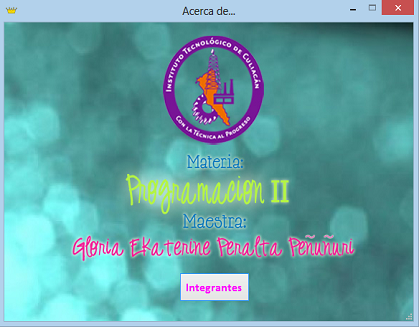 Acerca de...
INSTITUTO TECNOLÓGICO DE CULIACÁN
CON LA TÉCNICA AL PROGRESO
Materia:
Programacion II
Maestra:
Gloria Ekaterine Peralta Peñuñuri
Integrantes